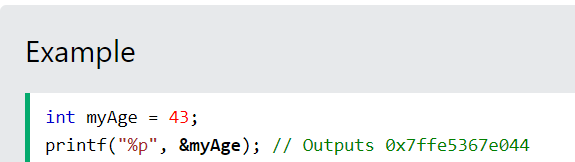 Example
int myAge = 43;
printf("%p", &myAge); // Outputs 0x7ffe5367e044